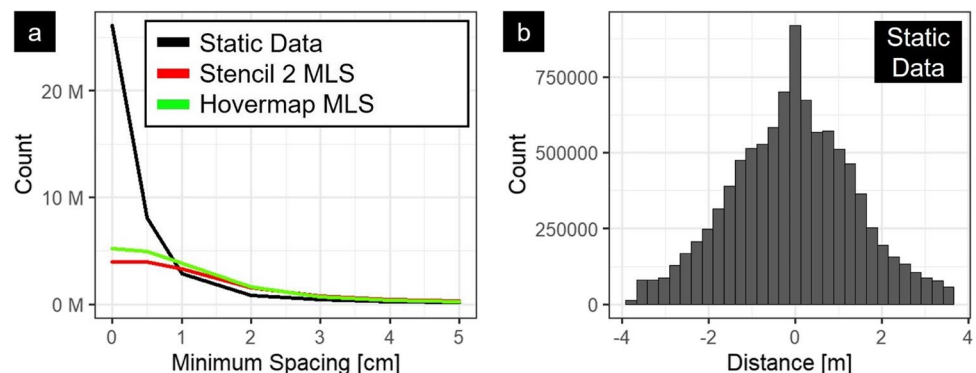 a
Static Data
Stencil 2 MLS
Hovermap MLS
20 M
10 M
0 M
Count
0 1 2 3 4 5
Minimum Spacing [cm]
b
Static
Data
750000
500000
250000
0
Count
-4 -2 0 2 4
Distance [m]